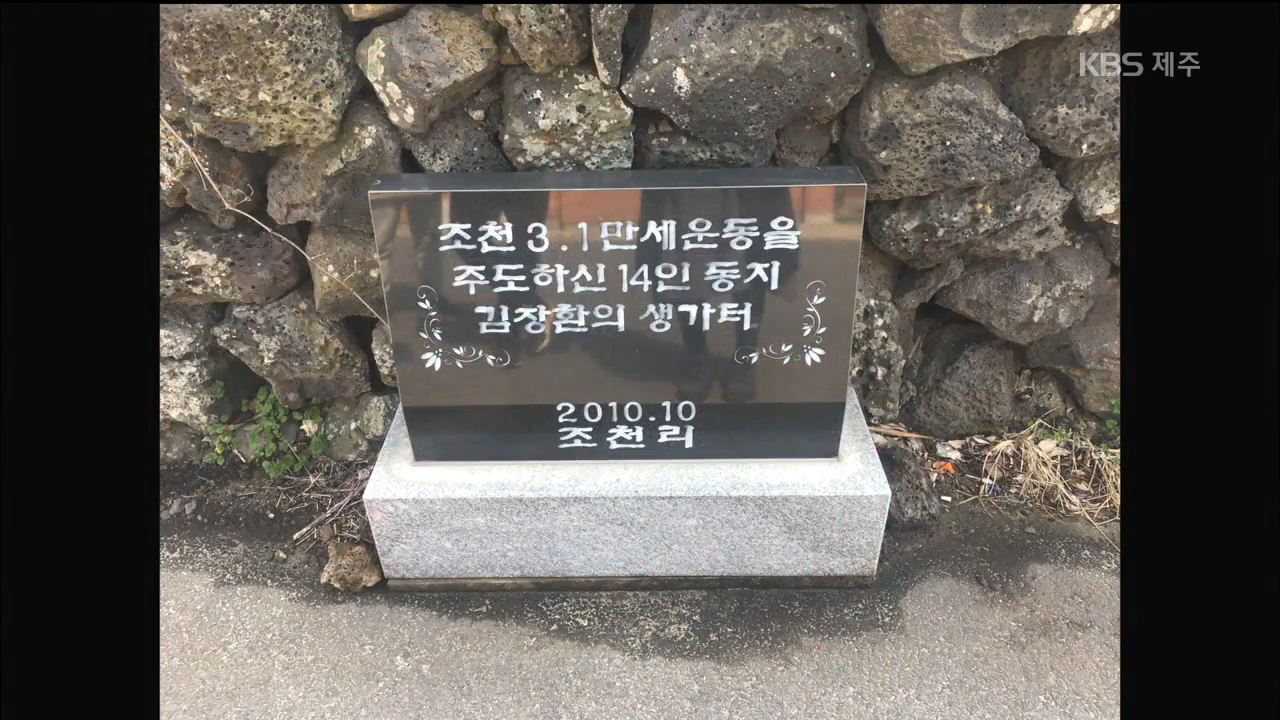 KBS 제주
조천 3.1만세운동을
주도하신 14인 동지
김장환의 생가터
2010.10
조천리